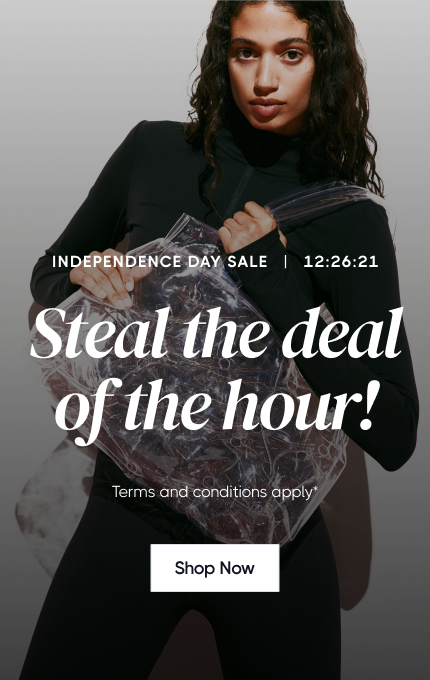 INDEPENDENCE DAY SALE | 12:26:21
Steal the deal
of the hour!
Terms and conditions apply*
Shop Now